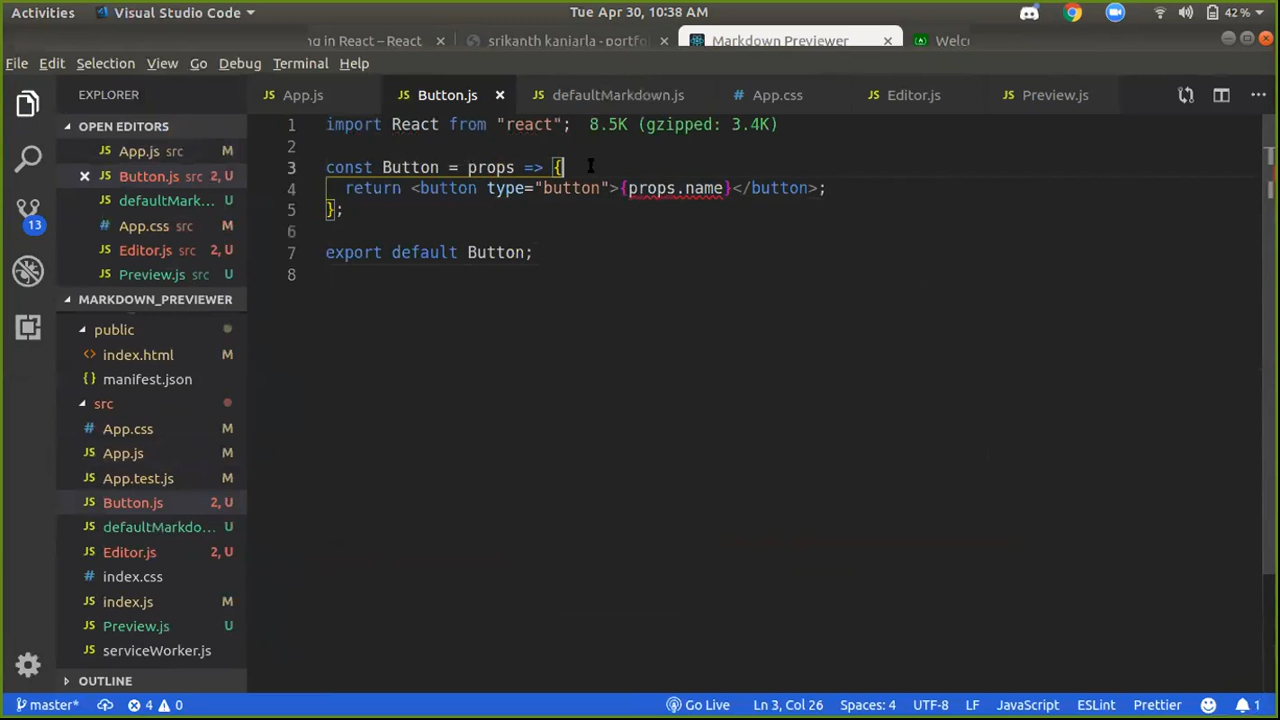 Activities Visual Studio Code Tue Apr 30, 10:38 AM 42 %
ng in React – React srikanth kaniarla - portfo Markdown Previewer Welc
File Edit Selection View Go Debug Terminal Help
EXPLORER App.js Button.js defaultMarkdown.js App.css Editor.js Preview.js
OPEN EDITORS
App.js src
Button.js src 2, U
defaultMark... U
App.css src M
Editor.js src 2, U
Preview.js src U
MARKDOWN_PREVIEWER
public
index.html M
manifest.json
src
App.css M
App.js M
App.test.js M
Button.js 2, U
defaultMarkdo... U
Editor.js 2, U
index.css
index.js M
Preview.js U
serviceWorker.js
OUTLINE
13
1 import React from "react"; 8.5K (gzipped: 3.4K)
2
3 const Button = props => {
4 return <button type="button">{props.name}</button>;
5 };
6
7 export default Button;
8
master* 4 0 Go Live Ln 3, Col 26 Spaces: 4 UTF-8 LF JavaScript ESLint Prettier 1